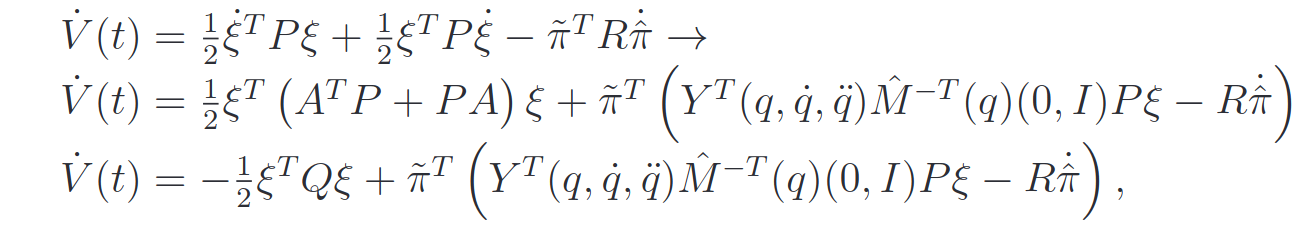 V̇(t) = ½ξ̇ᵀPξ + ½ξᵀPξ̇ − π̃ᵀRπ̂̇ →
V̇(t) = ½ξᵀ(AᵀP + PA)ξ + π̃ᵀ(Yᵀ(q, q̇, q̈)M̂⁻ᵀ(q)(0, I)Pξ − Rπ̂̇)
V̇(t) = −½ξᵀQξ + π̃ᵀ(Yᵀ(q, q̇, q̈)M̂⁻ᵀ(q)(0, I)Pξ − Rπ̂̇),